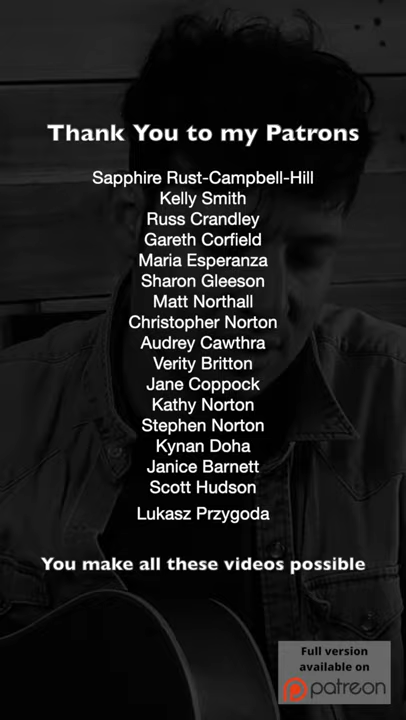 Thank You to my Patrons
Sapphire Rust-Campbell-Hill
Kelly Smith
Russ Crandley
Gareth Corfield
Maria Esperanza
Sharon Gleeson
Matt Northall
Christopher Norton
Audrey Cawthra
Verity Britton
Jane Coppock
Kathy Norton
Stephen Norton
Kynan Doha
Janice Barnett
Scott Hudson
Lukasz Przygoda
You make all these videos possible
Full version
available on
patreon